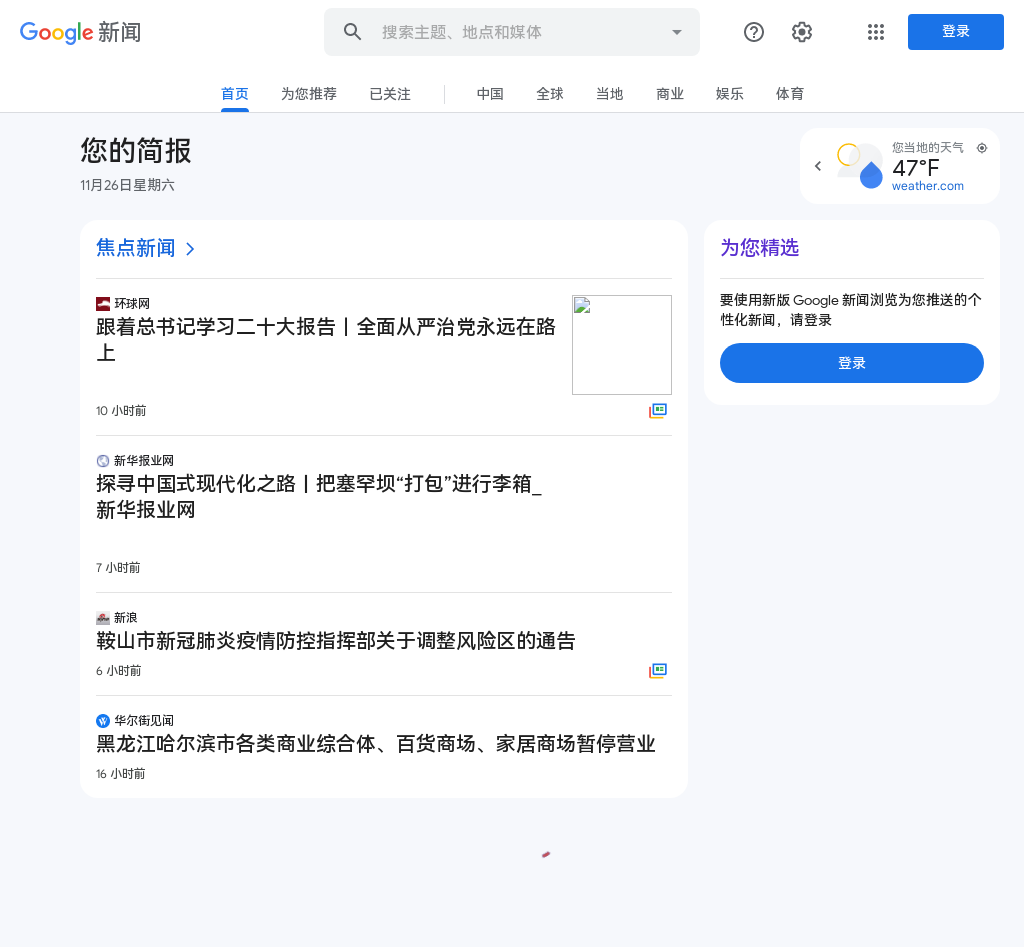 Google 新闻
搜索主题、地点和媒体
登录
首页
为您推荐
已关注
中国
全球
当地
商业
娱乐
体育
您的简报
11月26日星期六
您当地的天气
47°F
weather.com
焦点新闻
为您精选
环球网
跟着总书记学习二十大报告丨全面从严治党永远在路
上
10 小时前
要使用新版 Google 新闻浏览为您推送的个
性化新闻，请登录
登录
新华报业网
探寻中国式现代化之路丨把塞罕坝“打包”进行李箱_
新华报业网
7 小时前
新浪
鞍山市新冠肺炎疫情防控指挥部关于调整风险区的通告
6 小时前
华尔街见闻
黑龙江哈尔滨市各类商业综合体、百货商场、家居商场暂停营业
16 小时前